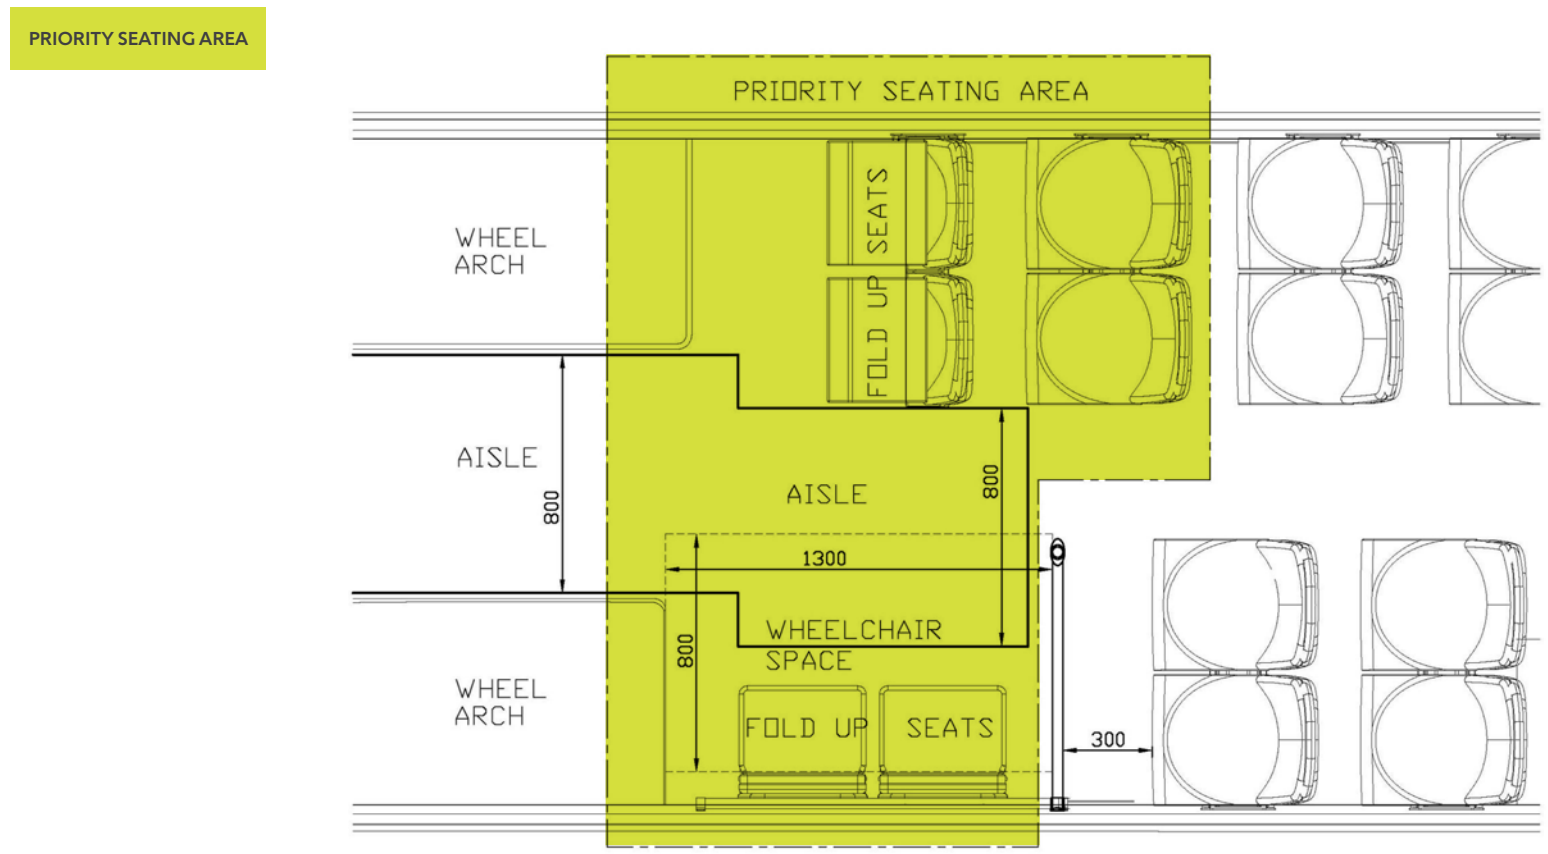 PRIORITY SEATING AREA
PRIORITY SEATING AREA
FOLD UP SEATS
WHEEL
ARCH
AISLE
800
AISLE
800
1300
800
WHEELCHAIR
SPACE
WHEEL
ARCH
FOLD UP SEATS
300